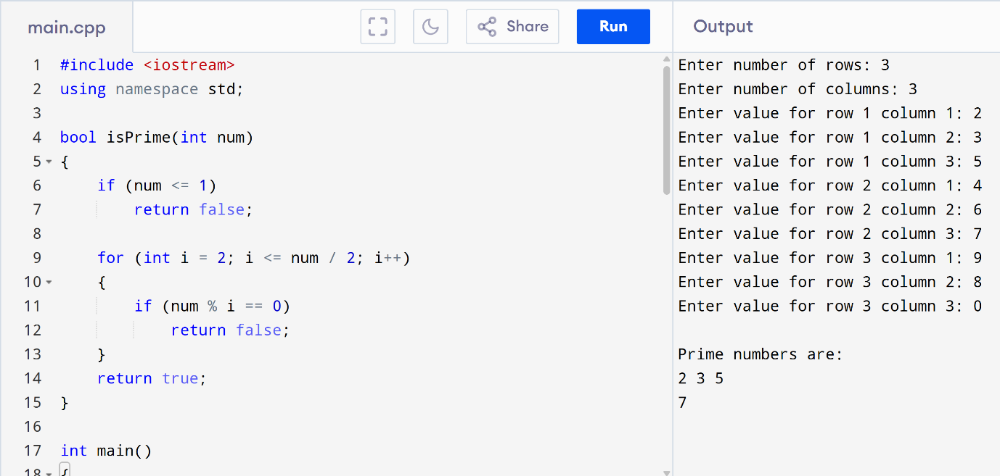 main.cpp
Share
Run
Output
1 #include <iostream>
2 using namespace std;
3
4 bool isPrime(int num)
5 {
6     if (num <= 1)
7         return false;
8
9     for (int i = 2; i <= num / 2; i++)
10     {
11         if (num % i == 0)
12             return false;
13     }
14     return true;
15 }
16
17 int main()
18 {
Enter number of rows: 3
Enter number of columns: 3
Enter value for row 1 column 1: 2
Enter value for row 1 column 2: 3
Enter value for row 1 column 3: 5
Enter value for row 2 column 1: 4
Enter value for row 2 column 2: 6
Enter value for row 2 column 3: 7
Enter value for row 3 column 1: 9
Enter value for row 3 column 2: 8
Enter value for row 3 column 3: 0
Prime numbers are:
2 3 5
7